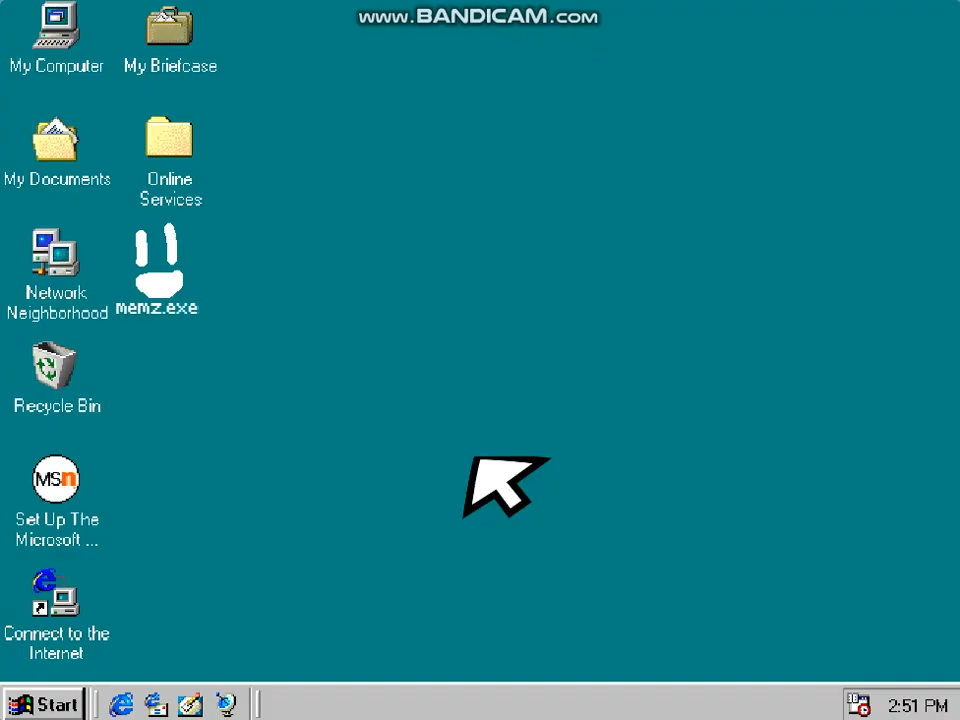 www.BANDICAM.com
My Computer
My Briefcase
My Documents
Online
Services
Network
Neighborhood
memz.exe
Recycle Bin
MSn
Set Up The
Microsoft ...
Connect to the
Internet
Start
2:51 PM